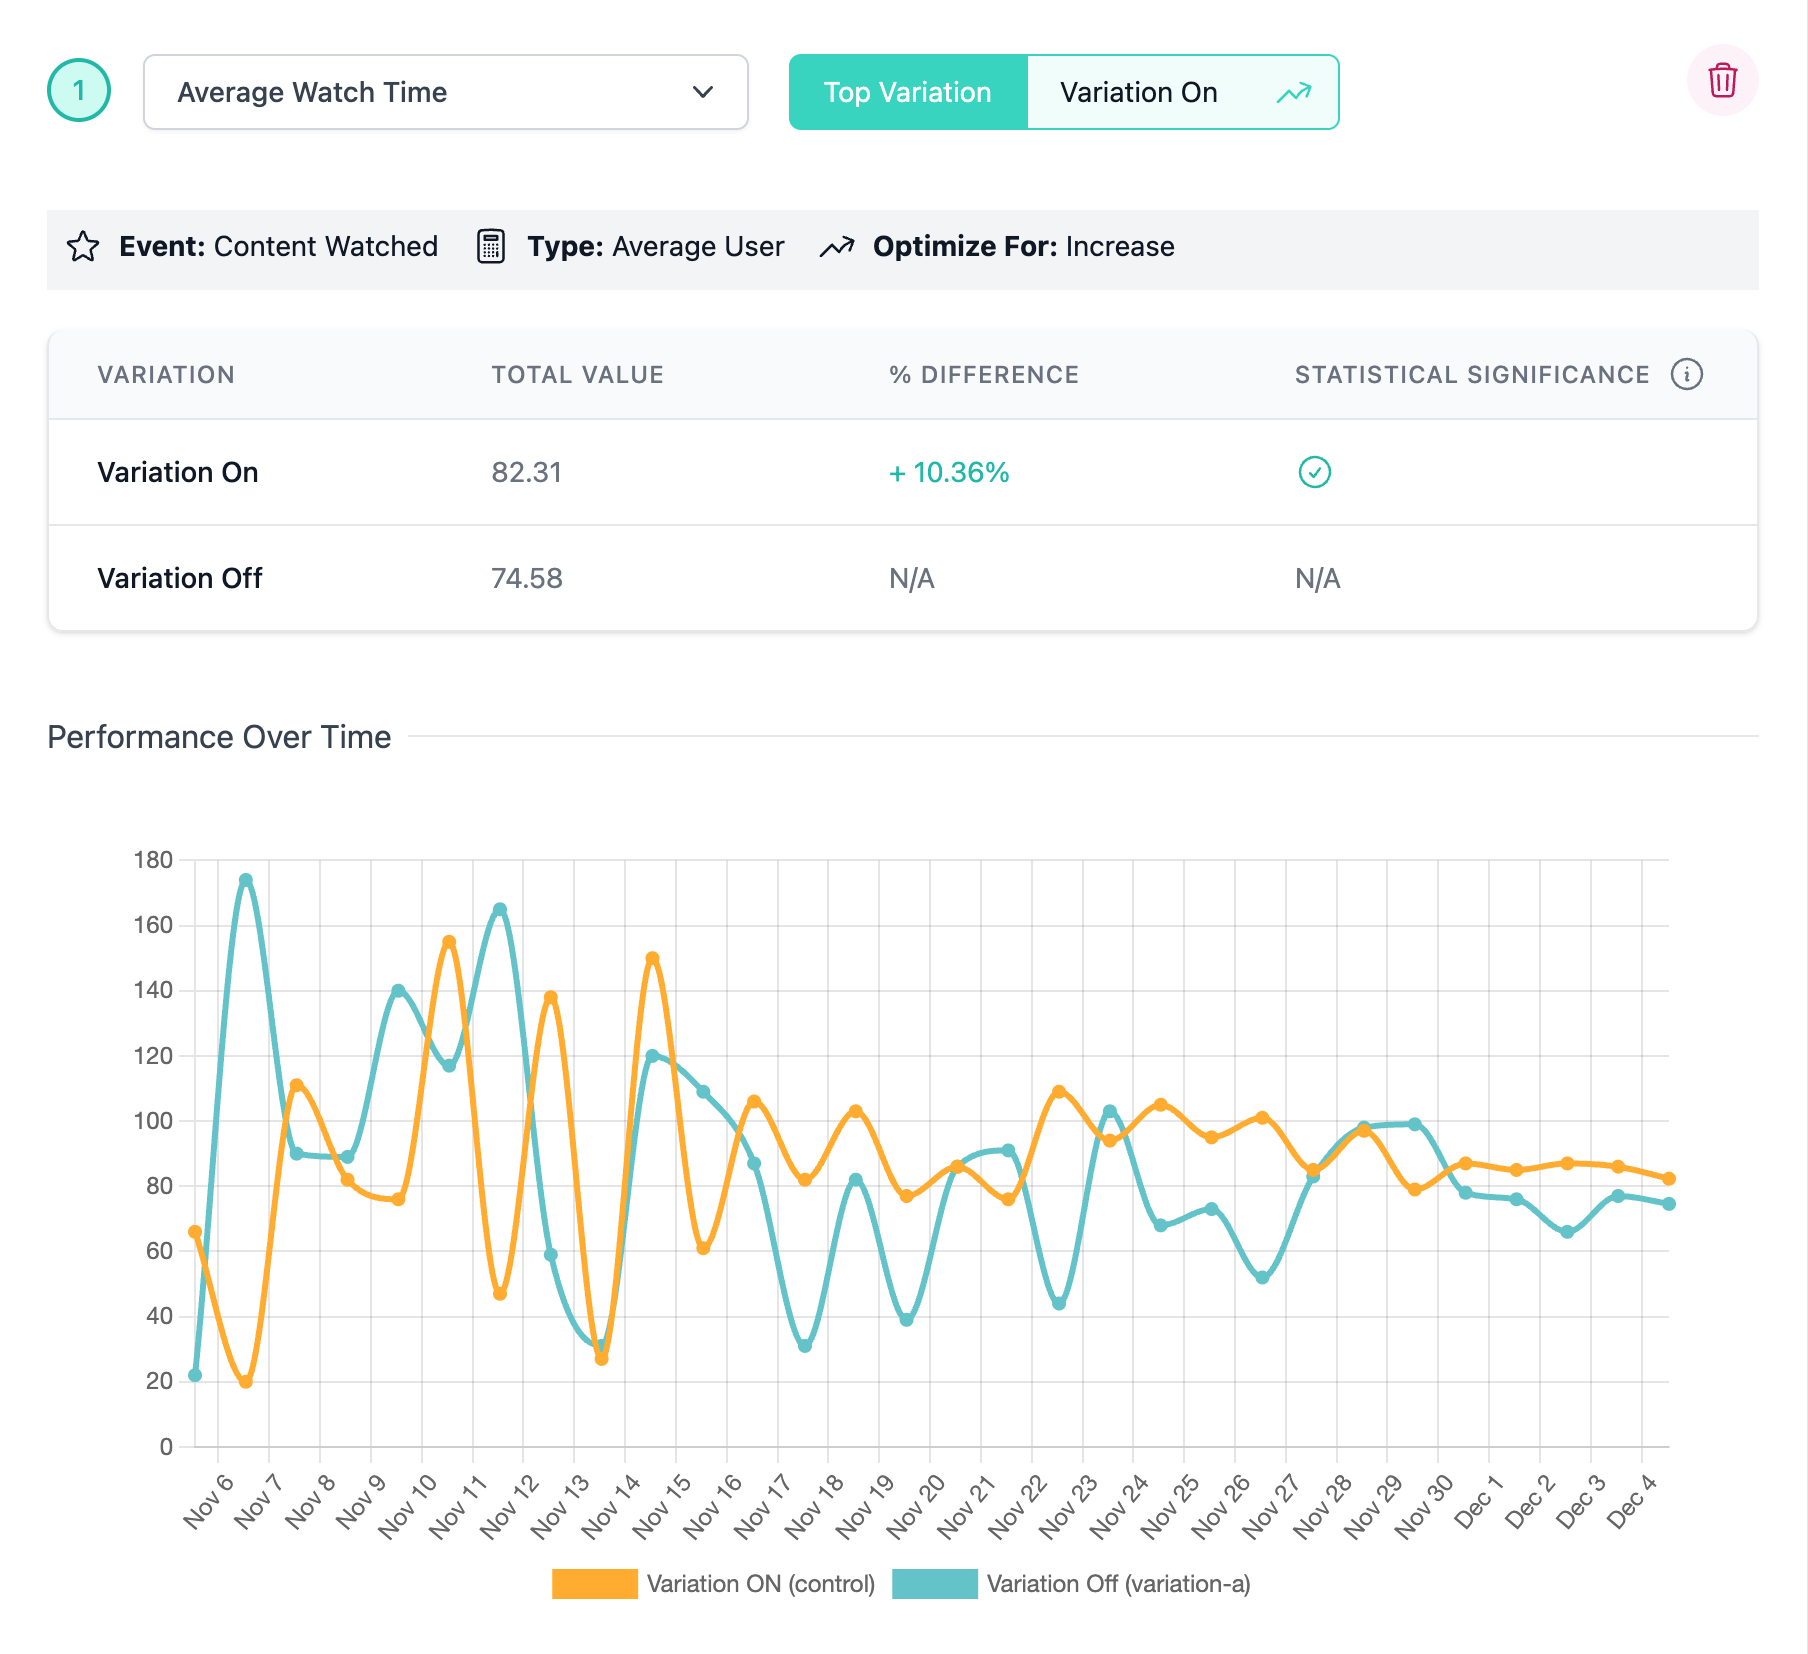 1
Average Watch Time
Top Variation Variation On
Event: Content Watched Type: Average User Optimize For: Increase
VARIATION TOTAL VALUE % DIFFERENCE STATISTICAL SIGNIFICANCE
Variation On 82.31 + 10.36%
Variation Off 74.58 N/A N/A
Performance Over Time
180
160
140
120
100
80
60
40
20
0
Nov 6 Nov 7 Nov 8 Nov 9 Nov 10 Nov 11 Nov 12 Nov 13 Nov 14 Nov 15 Nov 16 Nov 17 Nov 18 Nov 19 Nov 20 Nov 21 Nov 22 Nov 23 Nov 24 Nov 25 Nov 26 Nov 27 Nov 28 Nov 29 Nov 30 Dec 1 Dec 2 Dec 3 Dec 4
Variation ON (control) Variation Off (variation-a)